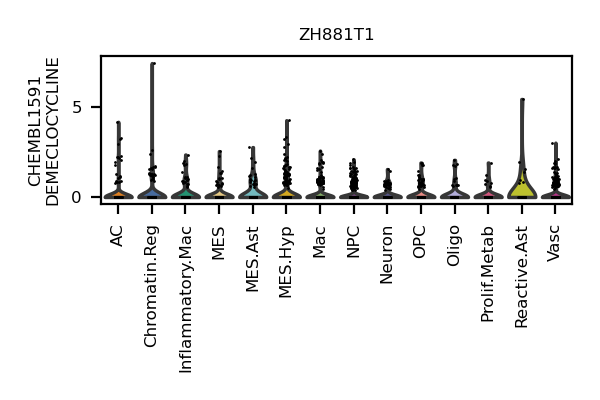 ZH881T1
CHEMBL1591
DEMECLOCYCLINE
5
0
AC
Chromatin.Reg
Inflammatory.Mac
MES
MES.Ast
MES.Hyp
Mac
NPC
Neuron
OPC
Oligo
Prolif.Metab
Reactive.Ast
Vasc